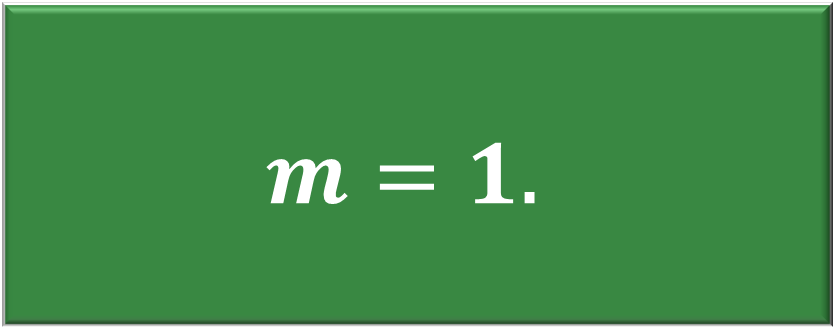 m = 1.